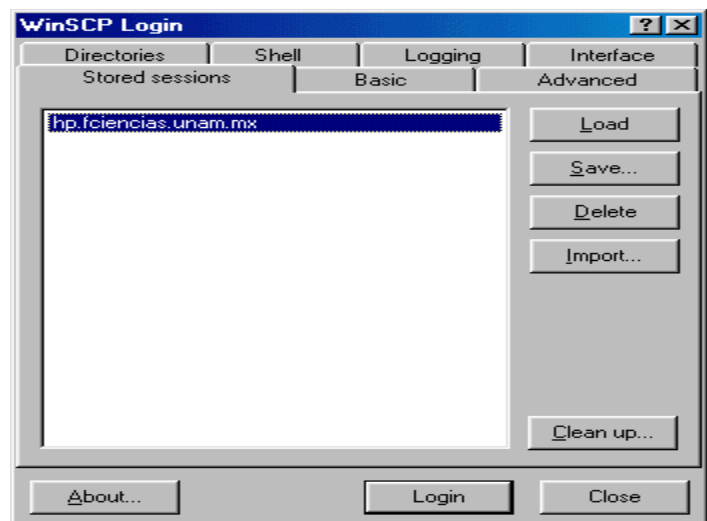 WinSCP Login
Directories Shell Logging Interface
Stored sessions Basic Advanced
hp.fciencias.unam.mx
Load
Save...
Delete
Import...
Clean up...
About... Login Close